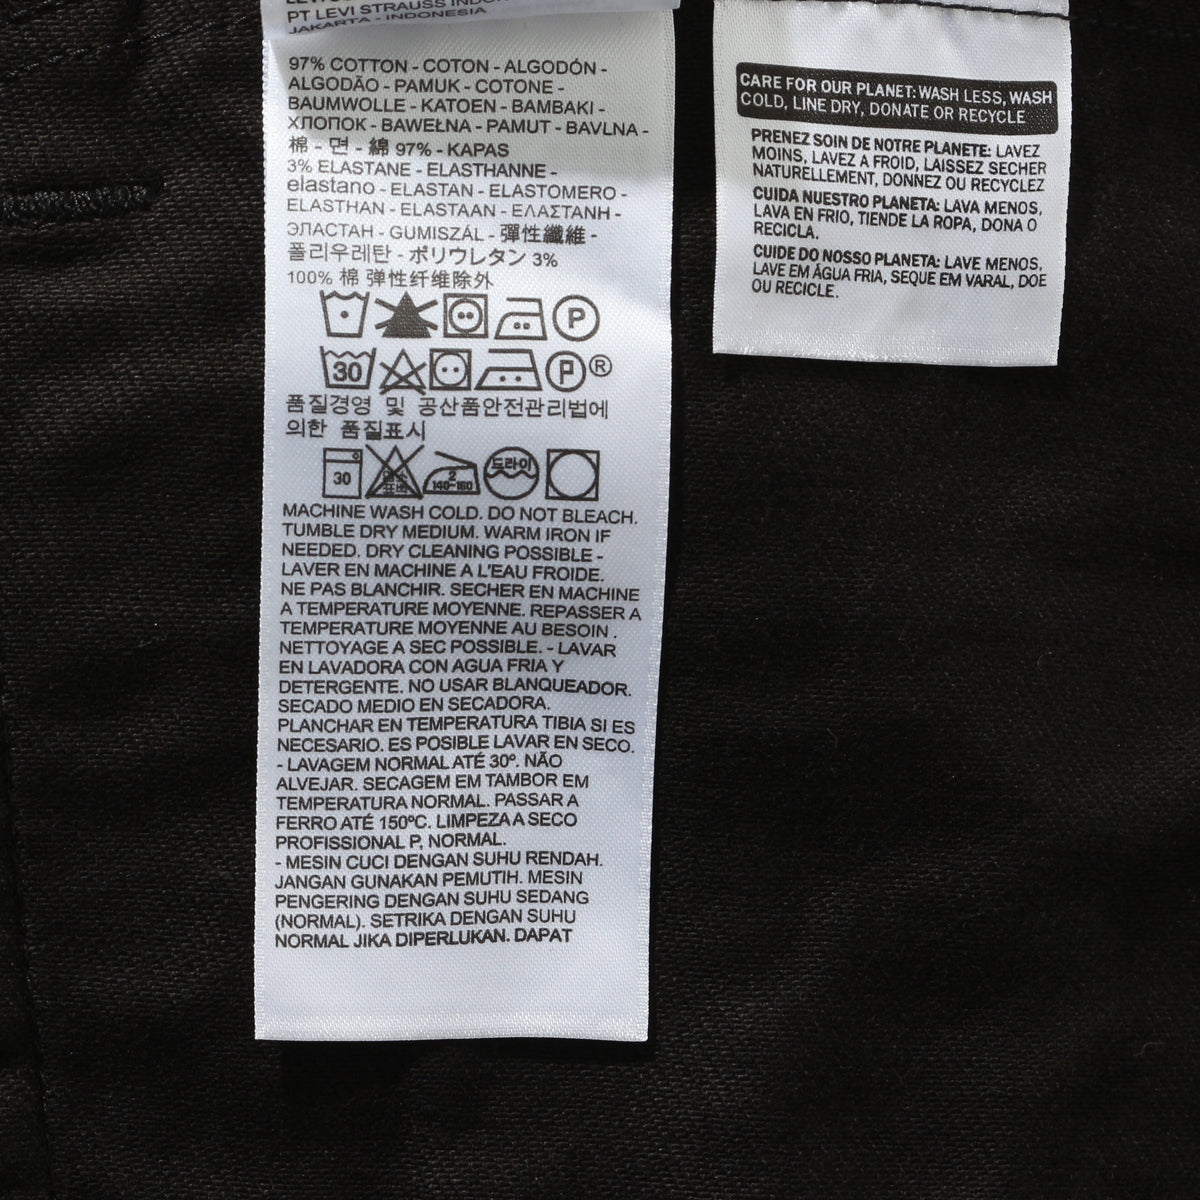 PT LEVI STRAUSS INDON
JAKARTA - INDONESIA
97% COTTON - COTON - ALGODÓN -
ALGODÃO - PAMUK - COTONE -
BAUMWOLLE - KATOEN - BAMBAKI -
ХЛОПОК - BAWEŁNA - PAMUT - BAVLNA -
棉 - 면 - 綿 97% - KAPAS
3% ELASTANE - ELASTHANNE -
elastano - ELASTAN - ELASTOMERO -
ELASTHAN - ELASTAAN - ΕΛΑΣΤΑΝΗ -
ЭЛАСТАН - GUMISZÁL - 彈性纖維 -
폴리우레탄 - ポリウレタン 3%
100% 棉 弹性纤维除外
P
30 P ®
품질경영 및 공산품안전관리법에
의한 품질표시
30 염소 표백 2 140~160 드라이
MACHINE WASH COLD. DO NOT BLEACH.
TUMBLE DRY MEDIUM. WARM IRON IF
NEEDED. DRY CLEANING POSSIBLE -
LAVER EN MACHINE A L'EAU FROIDE.
NE PAS BLANCHIR. SECHER EN MACHINE
A TEMPERATURE MOYENNE. REPASSER A
TEMPERATURE MOYENNE AU BESOIN .
NETTOYAGE A SEC POSSIBLE. - LAVAR
EN LAVADORA CON AGUA FRIA Y
DETERGENTE. NO USAR BLANQUEADOR.
SECADO MEDIO EN SECADORA.
PLANCHAR EN TEMPERATURA TIBIA SI ES
NECESARIO. ES POSIBLE LAVAR EN SECO.
- LAVAGEM NORMAL ATÉ 30º. NÃO
ALVEJAR. SECAGEM EM TAMBOR EM
TEMPERATURA NORMAL. PASSAR A
FERRO ATÉ 150ºC. LIMPEZA A SECO
PROFISSIONAL P, NORMAL.
- MESIN CUCI DENGAN SUHU RENDAH.
JANGAN GUNAKAN PEMUTIH. MESIN
PENGERING DENGAN SUHU SEDANG
(NORMAL). SETRIKA DENGAN SUHU
NORMAL JIKA DIPERLUKAN. DAPAT
CARE FOR OUR PLANET: WASH LESS, WASH
COLD, LINE DRY, DONATE OR RECYCLE
PRENEZ SOIN DE NOTRE PLANETE: LAVEZ
MOINS, LAVEZ A FROID, LAISSEZ SECHER
NATURELLEMENT, DONNEZ OU RECYCLEZ
CUIDA NUESTRO PLANETA: LAVA MENOS,
LAVA EN FRIO, TIENDE LA ROPA, DONA O
RECICLA.
CUIDE DO NOSSO PLANETA: LAVE MENOS,
LAVE EM ÁGUA FRIA, SEQUE EM VARAL, DOE
OU RECICLE.